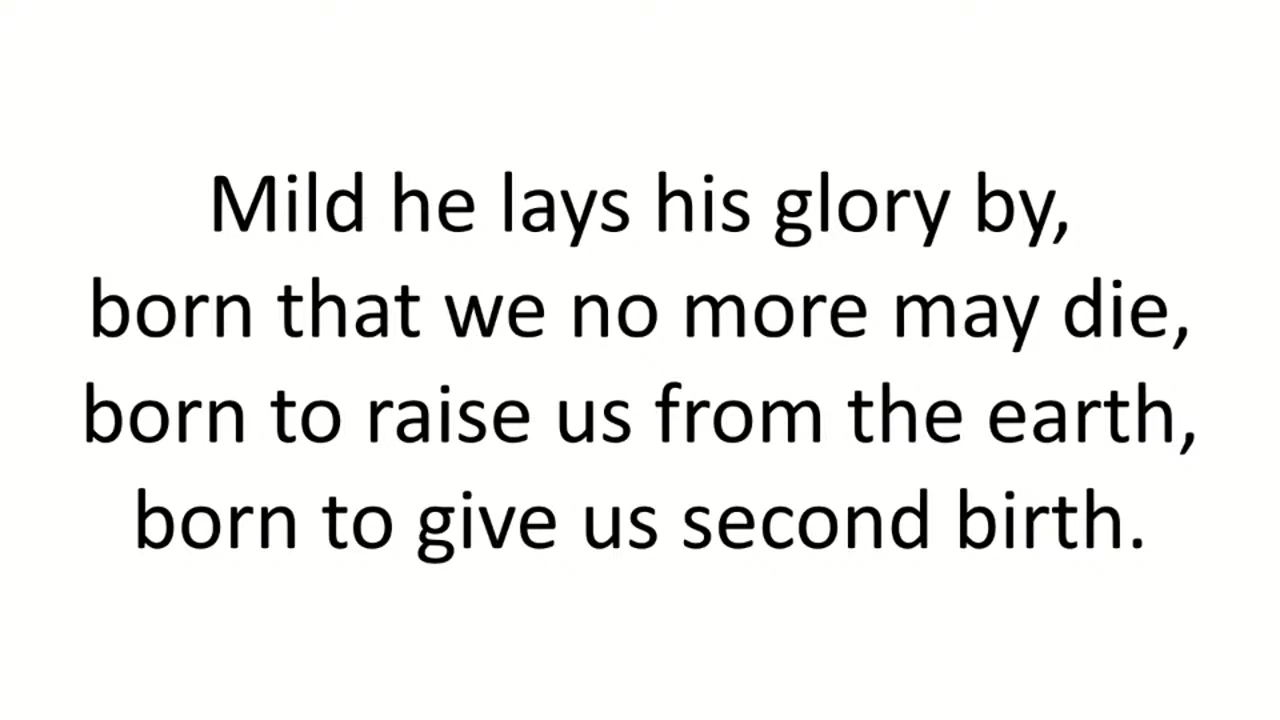 Mild he lays his glory by,
born that we no more may die,
born to raise us from the earth,
born to give us second birth.